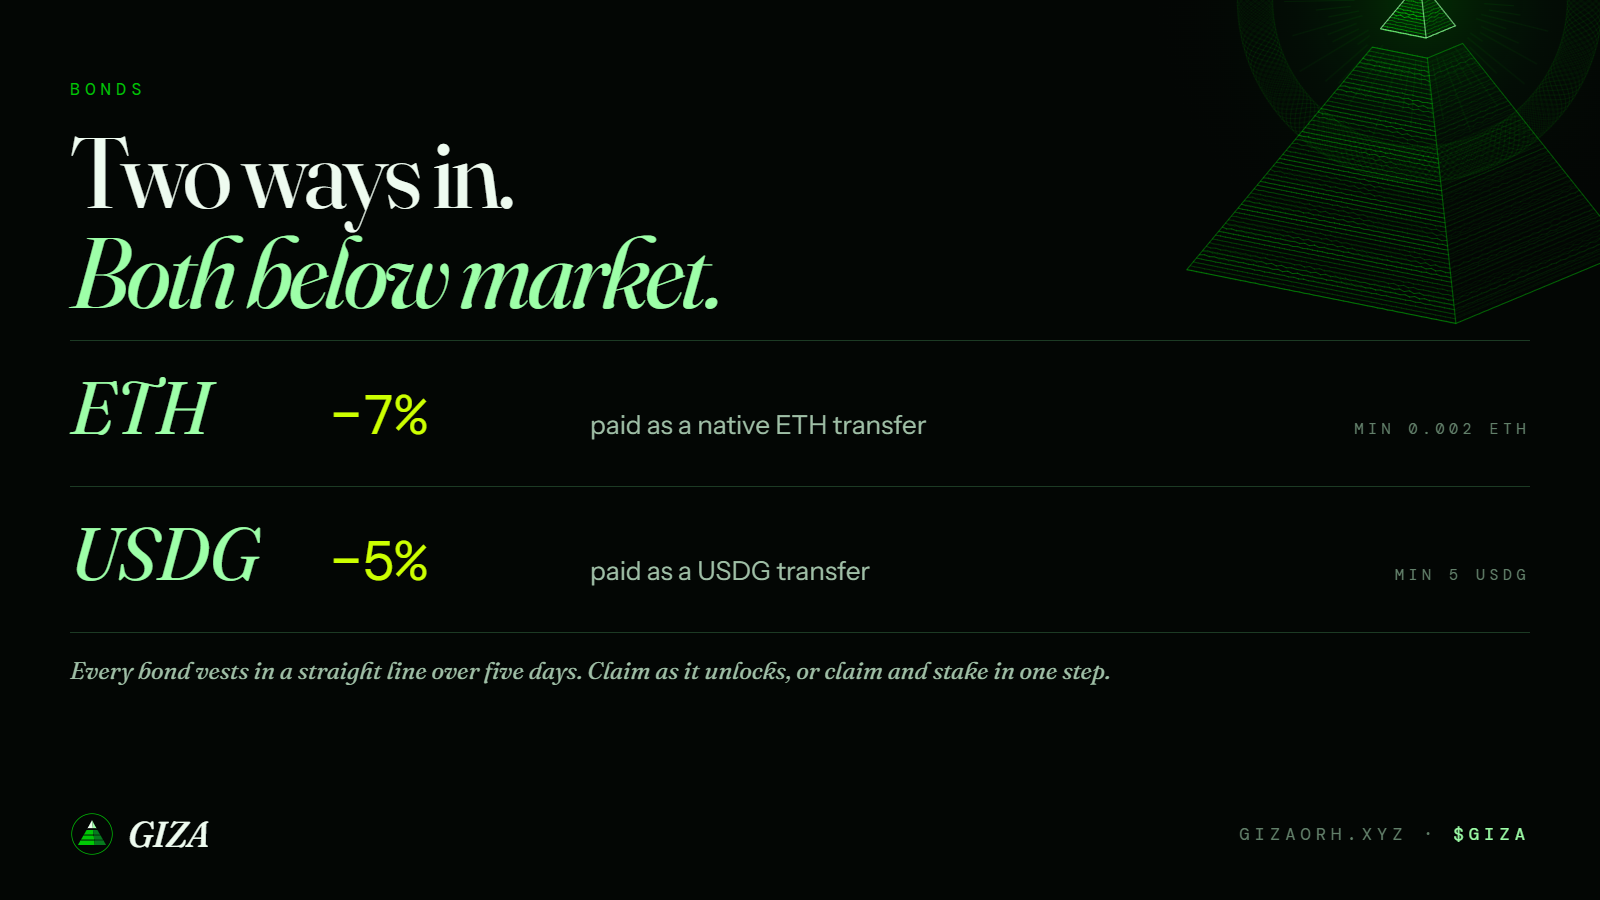 BONDS
Two ways in.
Both below market.
ETH −7% paid as a native ETH transfer MIN 0.002 ETH
USDG −5% paid as a USDG transfer MIN 5 USDG
Every bond vests in a straight line over five days. Claim as it unlocks, or claim and stake in one step.
GIZA
GIZAORH.XYZ · $GIZA